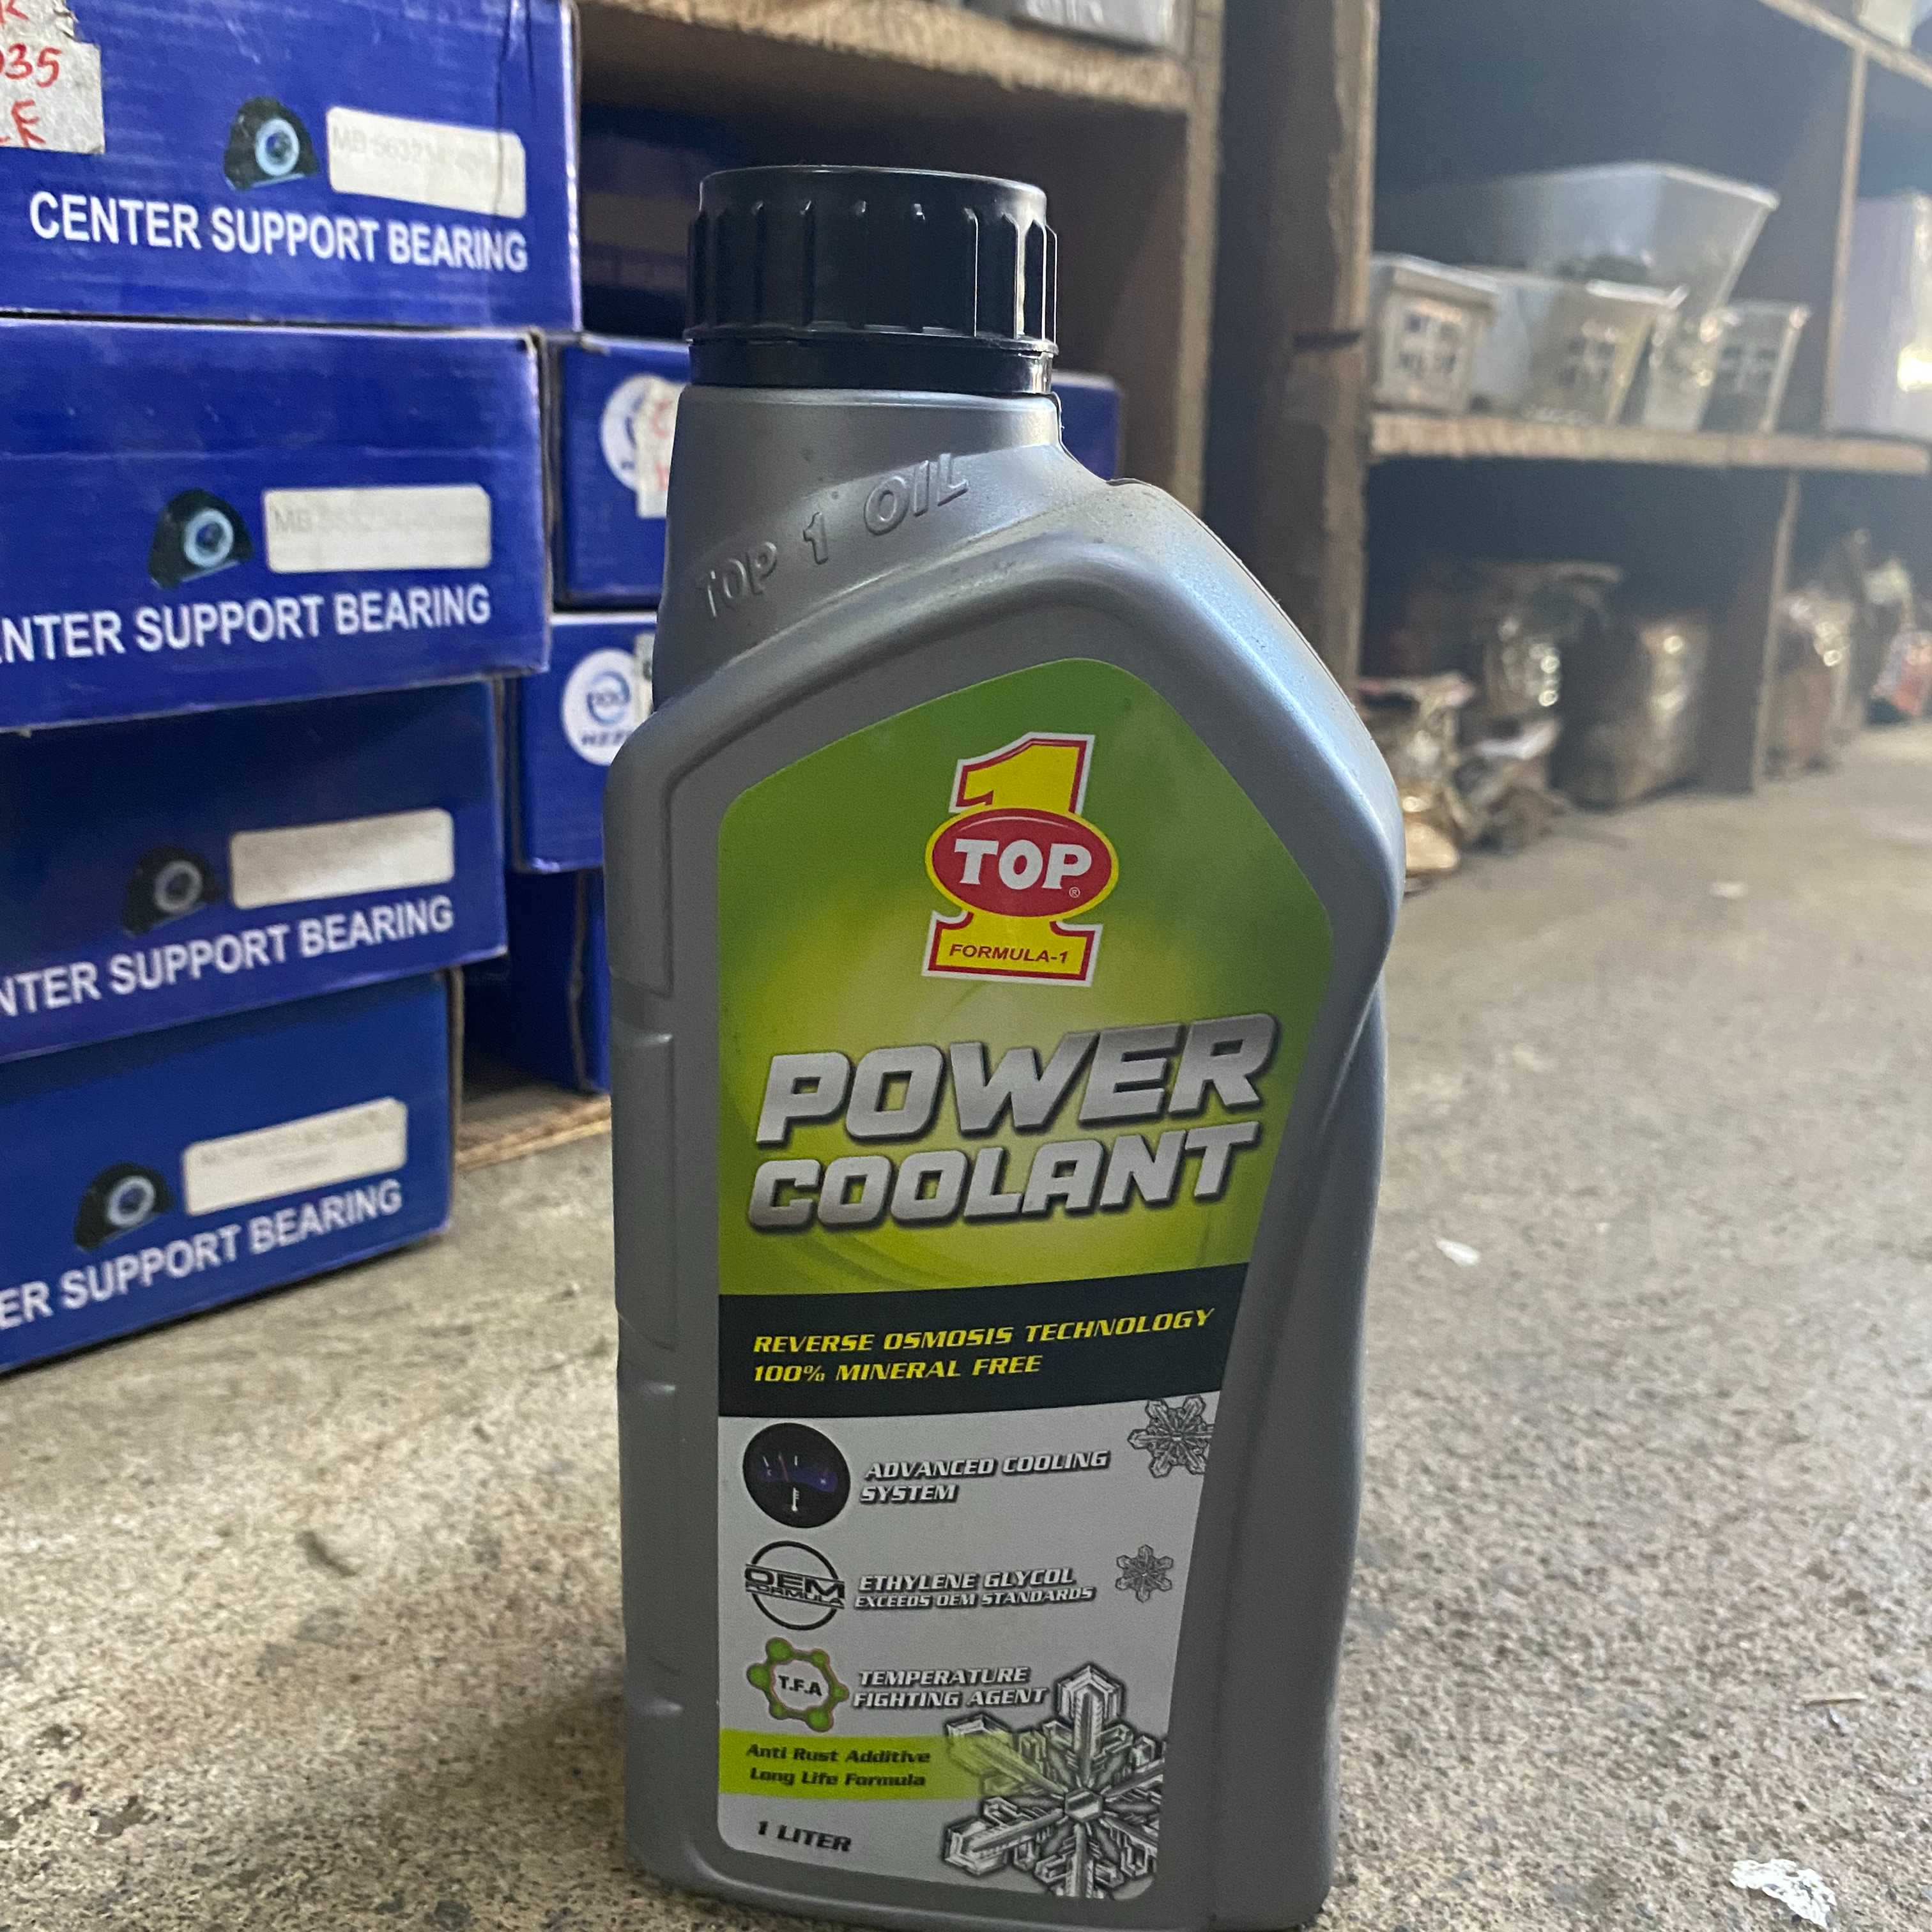 035
CENTER SUPPORT BEARING
NTER SUPPORT BEARING
NTER SUPPORT BEARING
ER SUPPORT BEARING
TOP 1 OIL
1
TOP
®
FORMULA-1
POWER
COOLANT
REVERSE OSMOSIS TECHNOLOGY
100% MINERAL FREE
ADVANCED COOLING
SYSTEM
OEM
FORMULA
ETHYLENE GLYCOL
EXCEEDS OEM STANDARDS
T.F.A
TEMPERATURE
FIGHTING AGENT
Anti Rust Additive
Long Life Formula
1 LITER